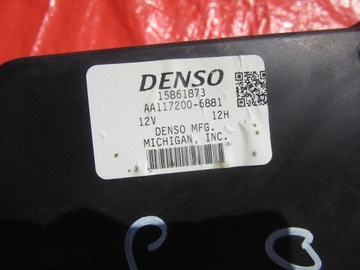 DENSO
15861873
AA117200-6881
12V 12H
DENSO MFG.
MICHIGAN, INC.